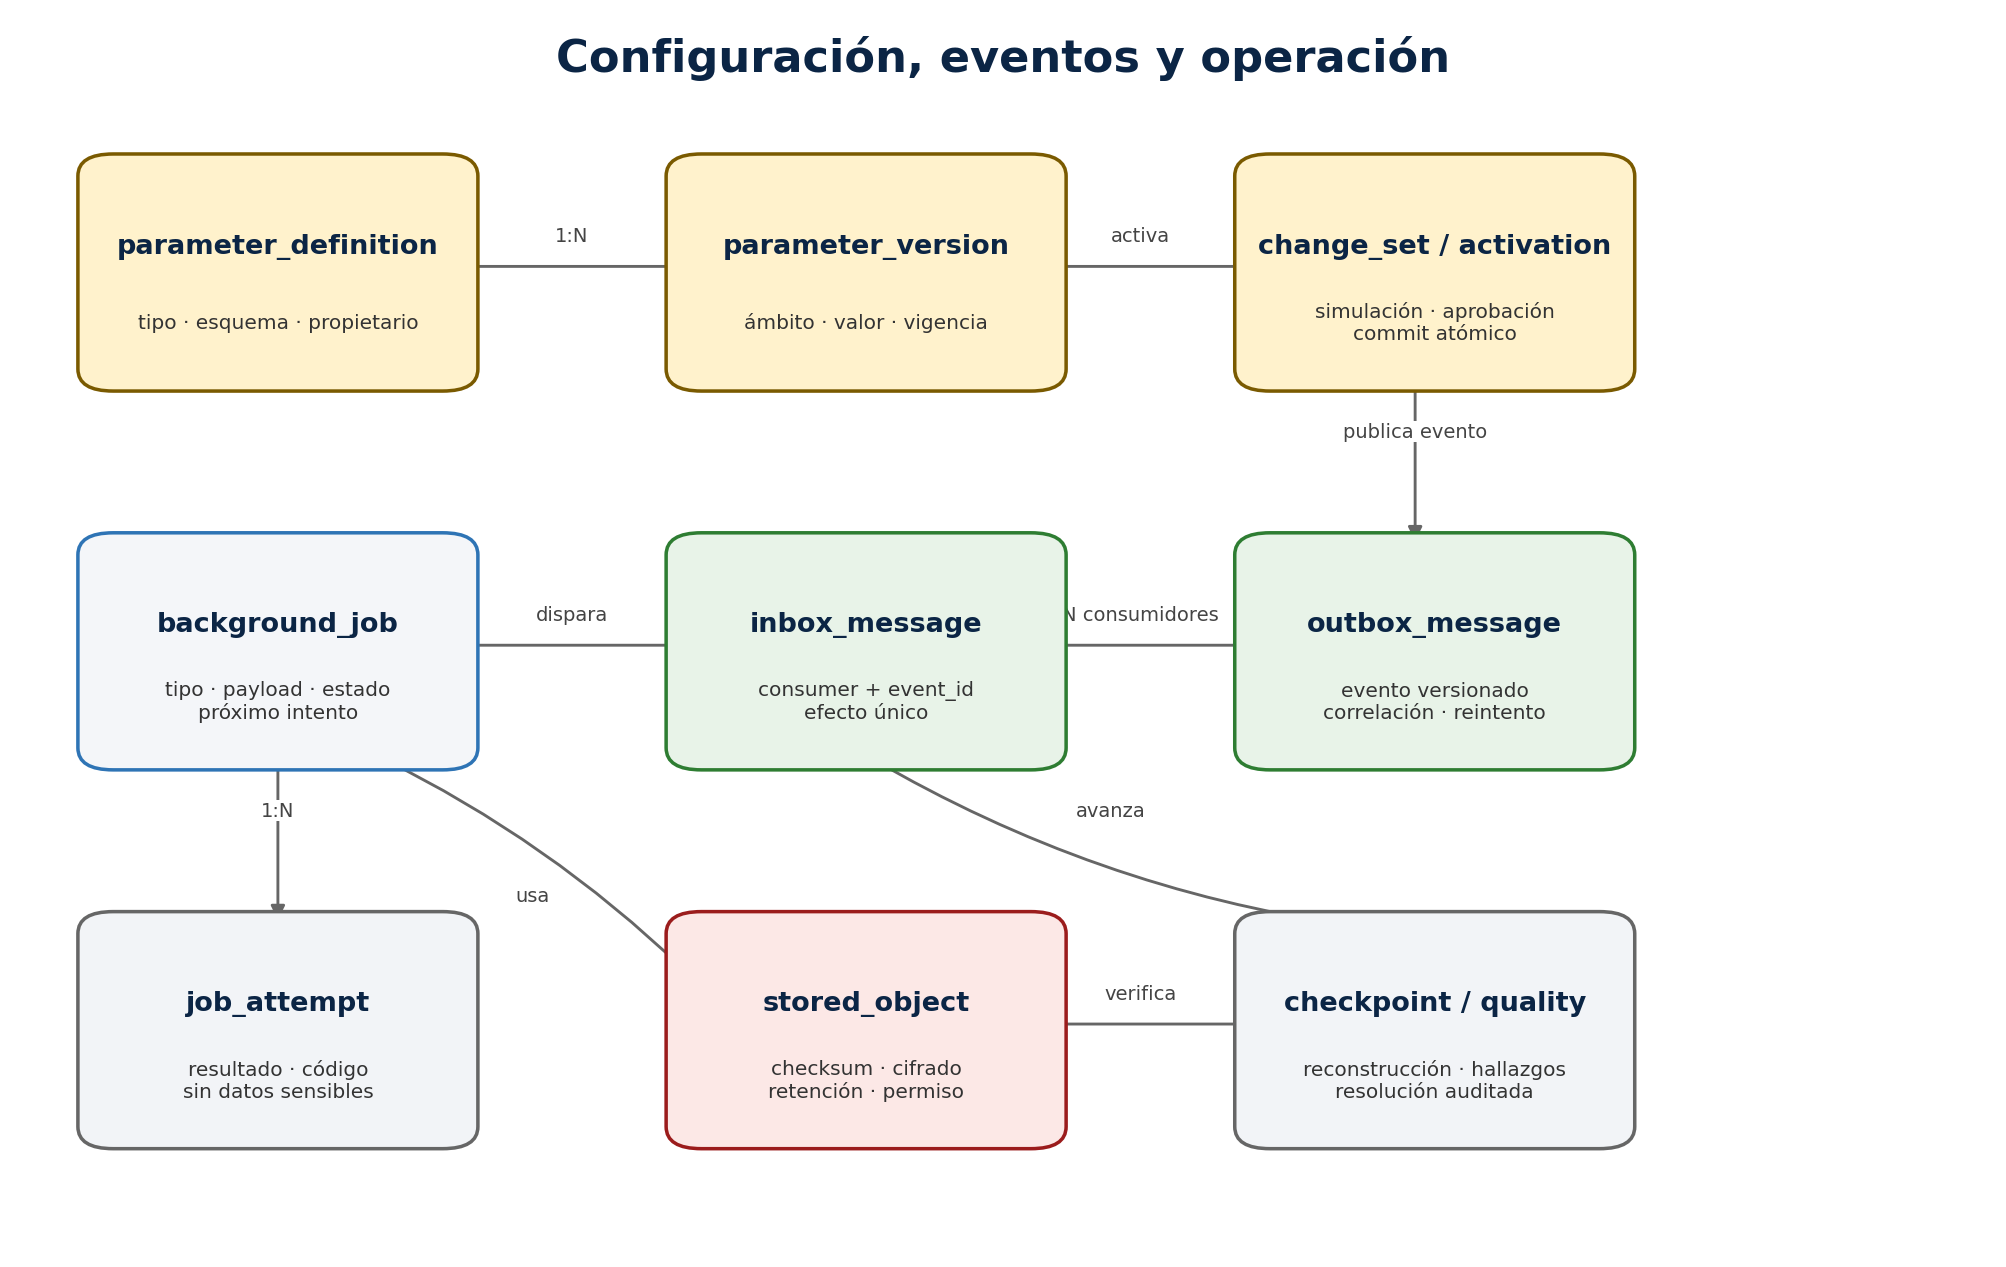 Configuración, eventos y operación
parameter_definition
tipo · esquema · propietario
1:N
parameter_version
ámbito · valor · vigencia
activa
change_set / activation
simulación · aprobación
commit atómico
publica evento
background_job
tipo · payload · estado
próximo intento
dispara
inbox_message
consumer + event_id
efecto único
N consumidores
outbox_message
evento versionado
correlación · reintento
1:N
usa
avanza
job_attempt
resultado · código
sin datos sensibles
stored_object
checksum · cifrado
retención · permiso
verifica
checkpoint / quality
reconstrucción · hallazgos
resolución auditada